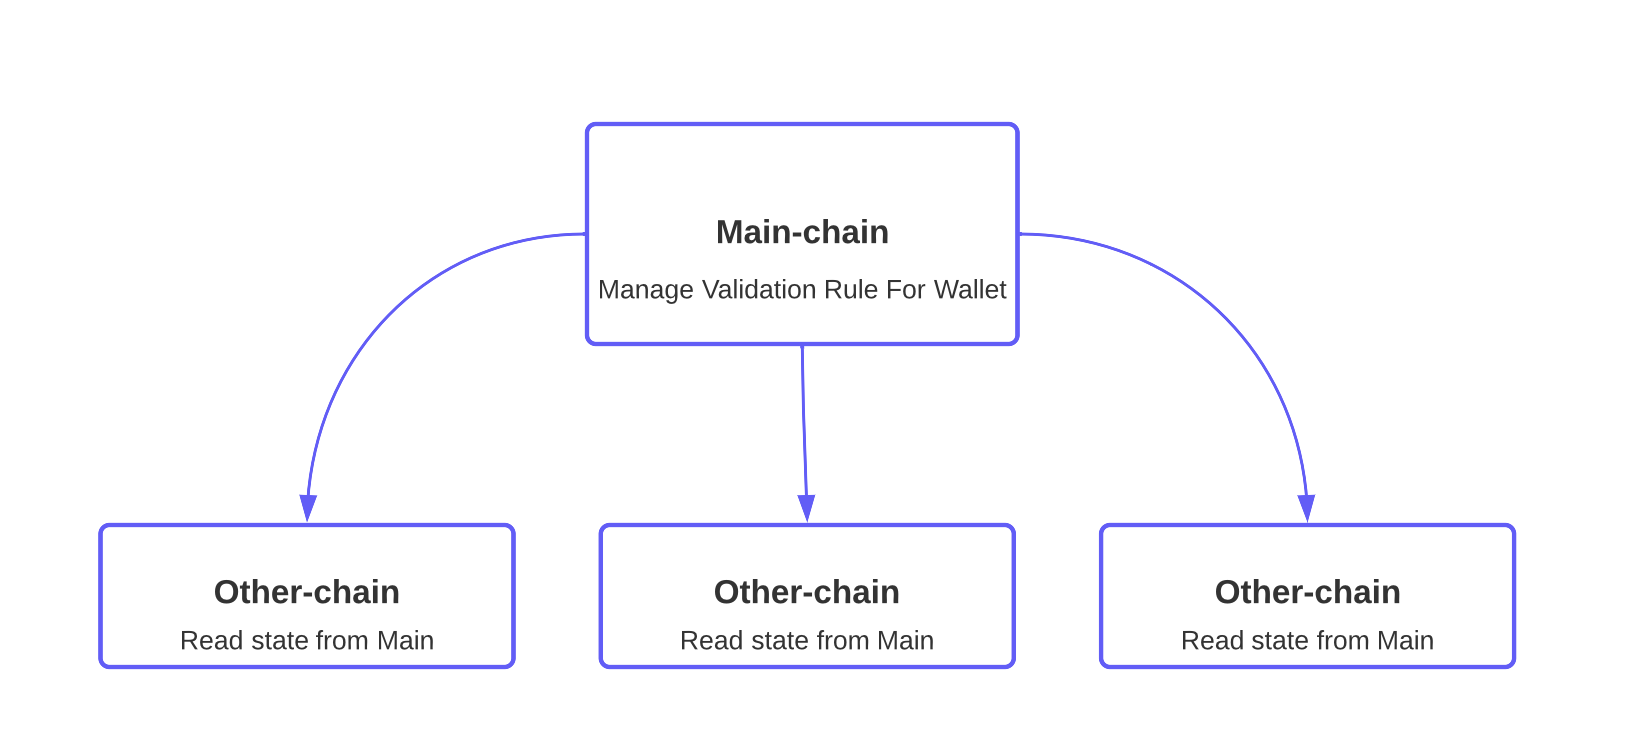 Main-chain
Manage Validation Rule For Wallet
Other-chain
Read state from Main
Other-chain
Read state from Main
Other-chain
Read state from Main